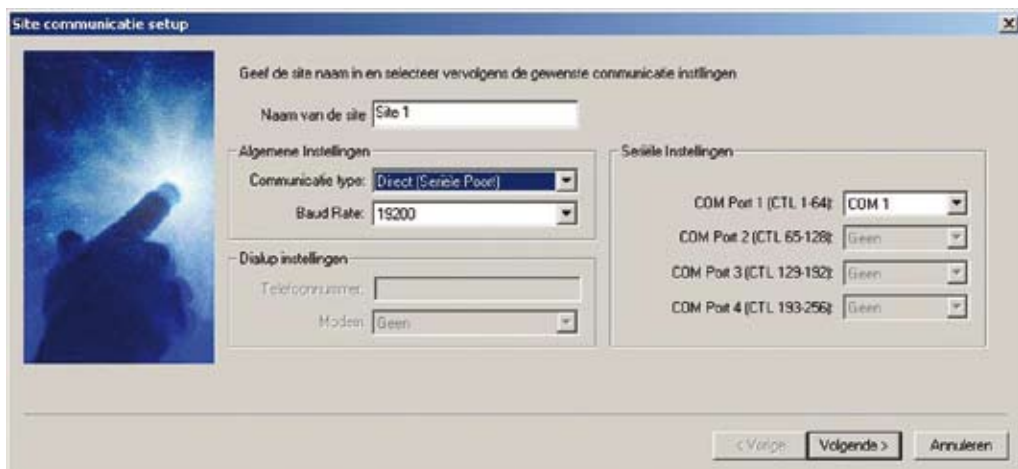 Site communicatie setup
Geef de site naam in en selecteer vervolgens de gewenste communicatie instllingen
Naam van de site Site 1
Algemene Instellingen
Communicatie type: Direct (Seriële Poort)
Baud Rate: 19200
Dialup instellingen
Telefoonnummer:
Modem: Geen
Seriële Instellingen
COM Port 1 (CTL 1-64): COM 1
COM Port 2 (CTL 65-128): Geen
COM Port 3 (CTL 129-192): Geen
COM Port 4 (CTL 193-256): Geen
< Vorige
Volgende >
Annuleren